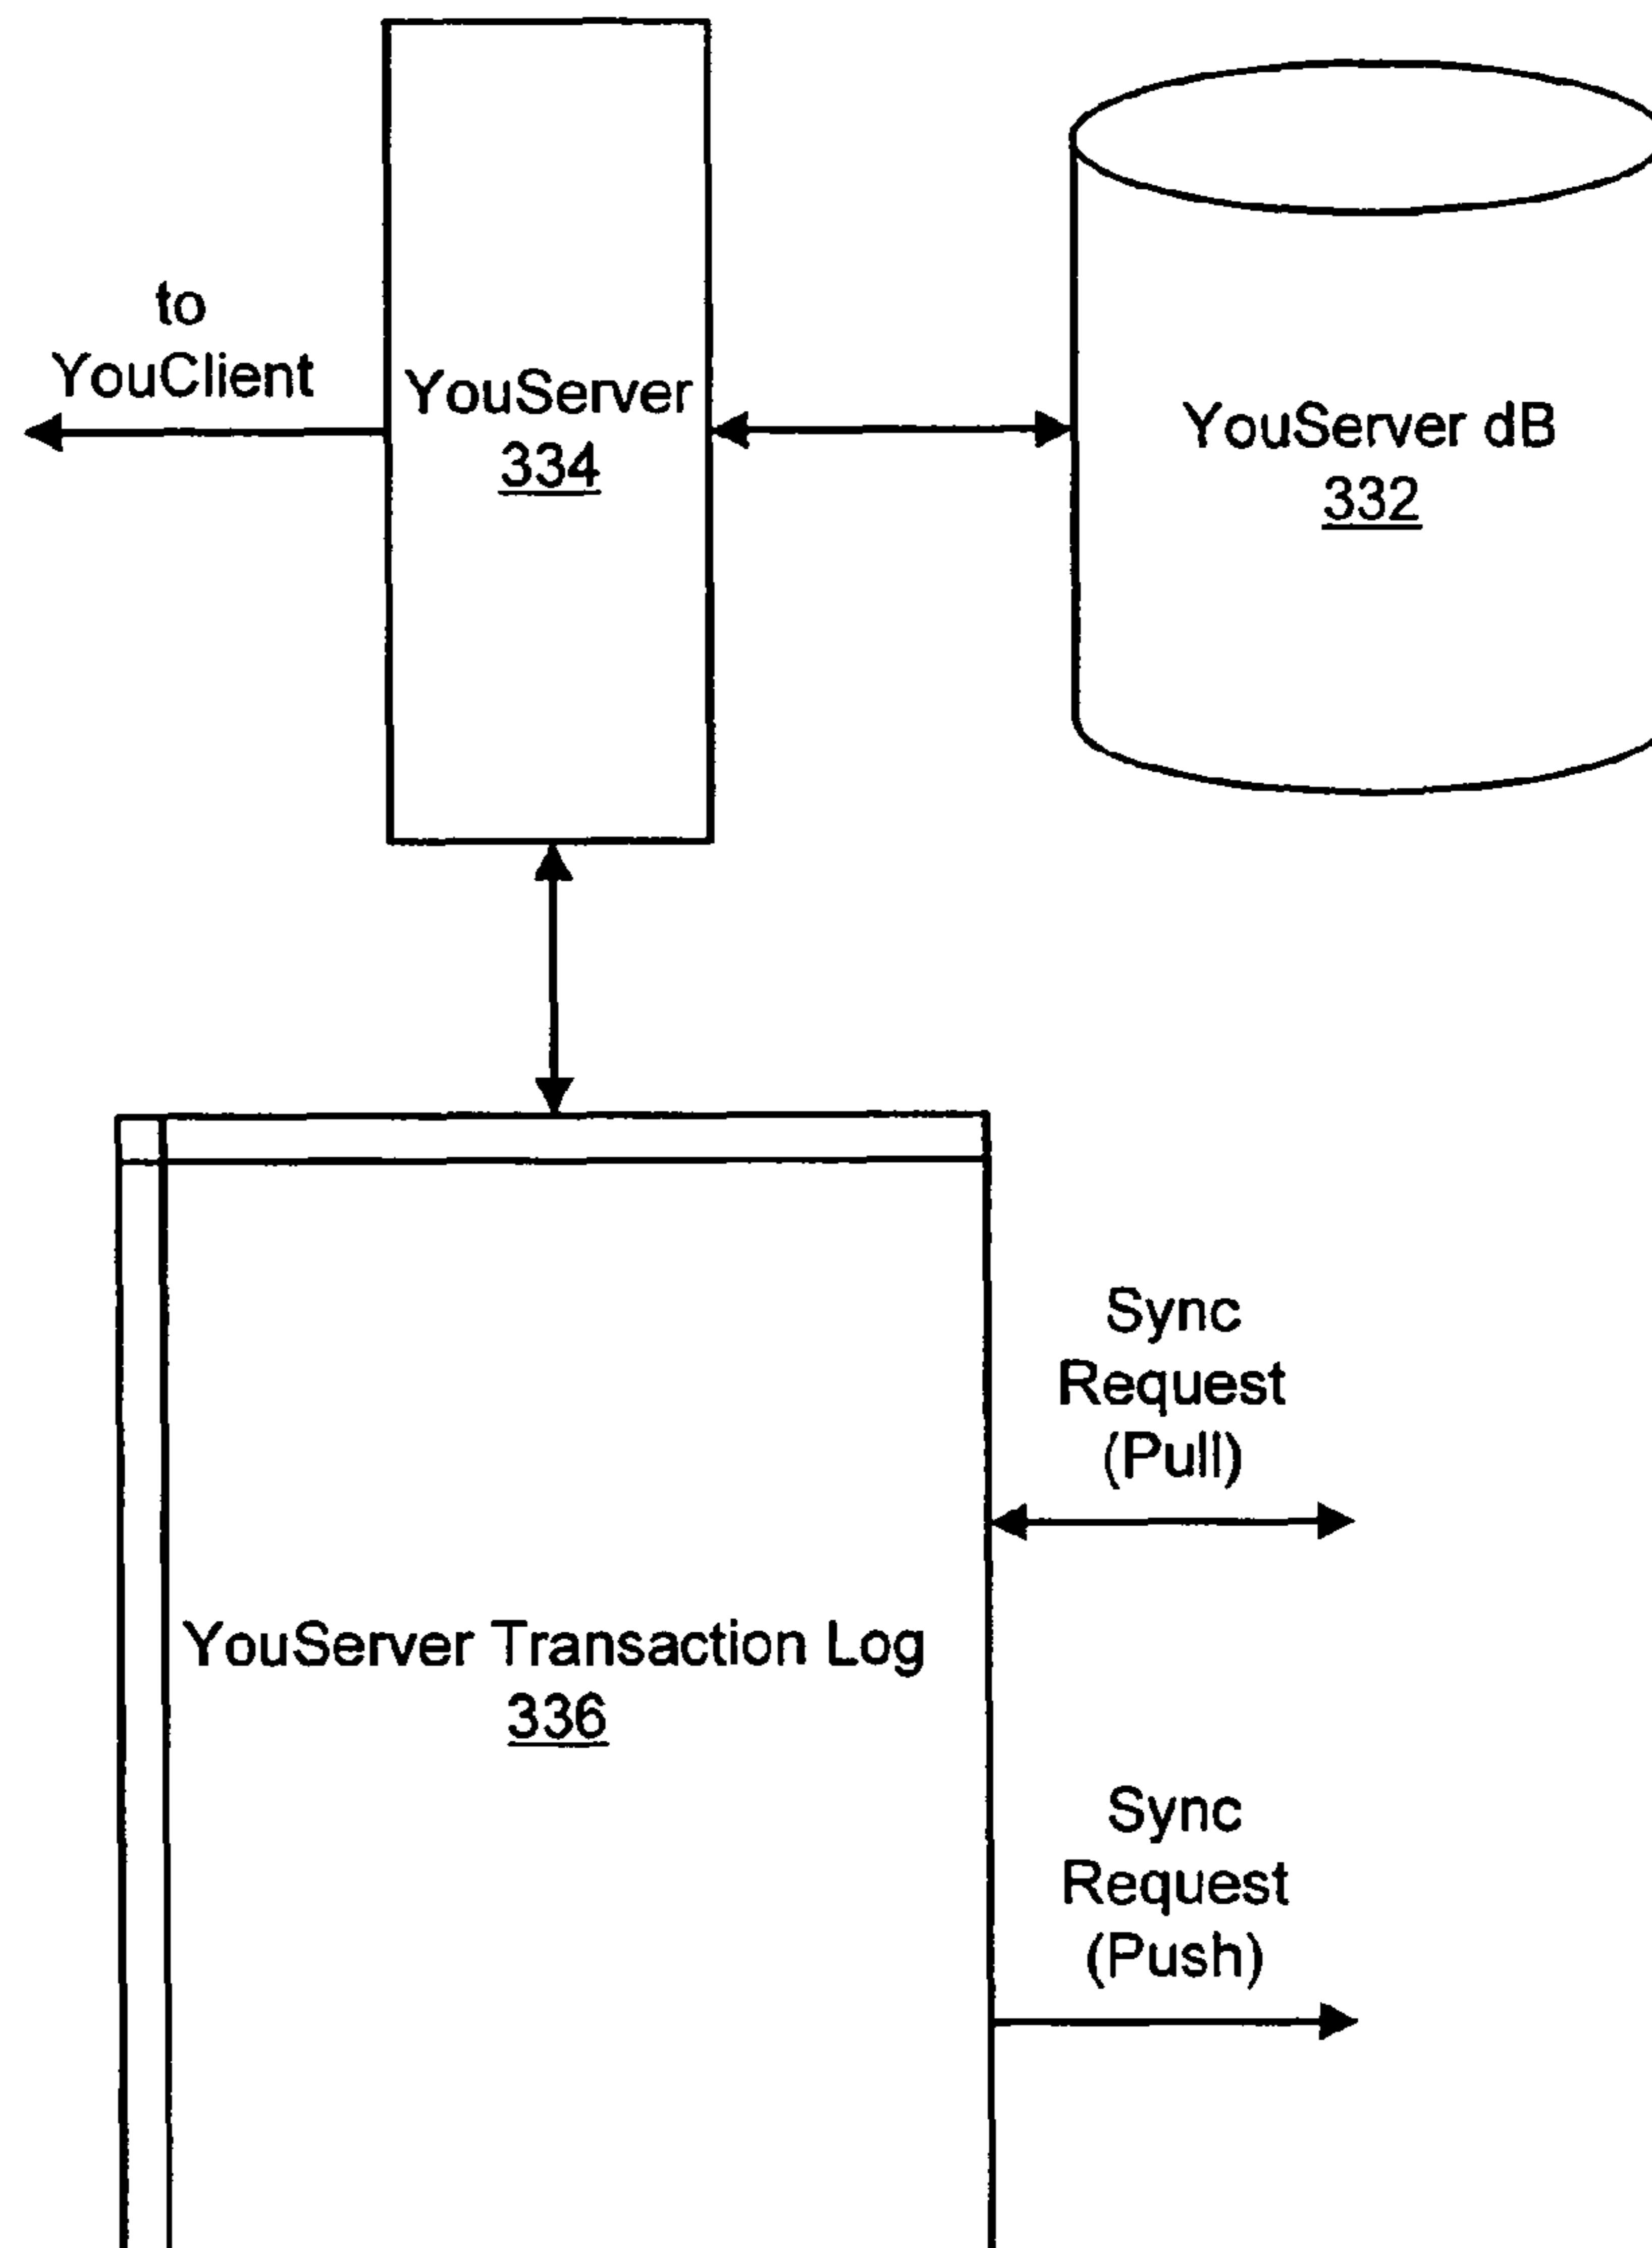 to
YouClient
YouServer
334
YouServer dB
332
Sync
Request
(Pull)
YouServer Transaction Log
336
Sync
Request
(Push)